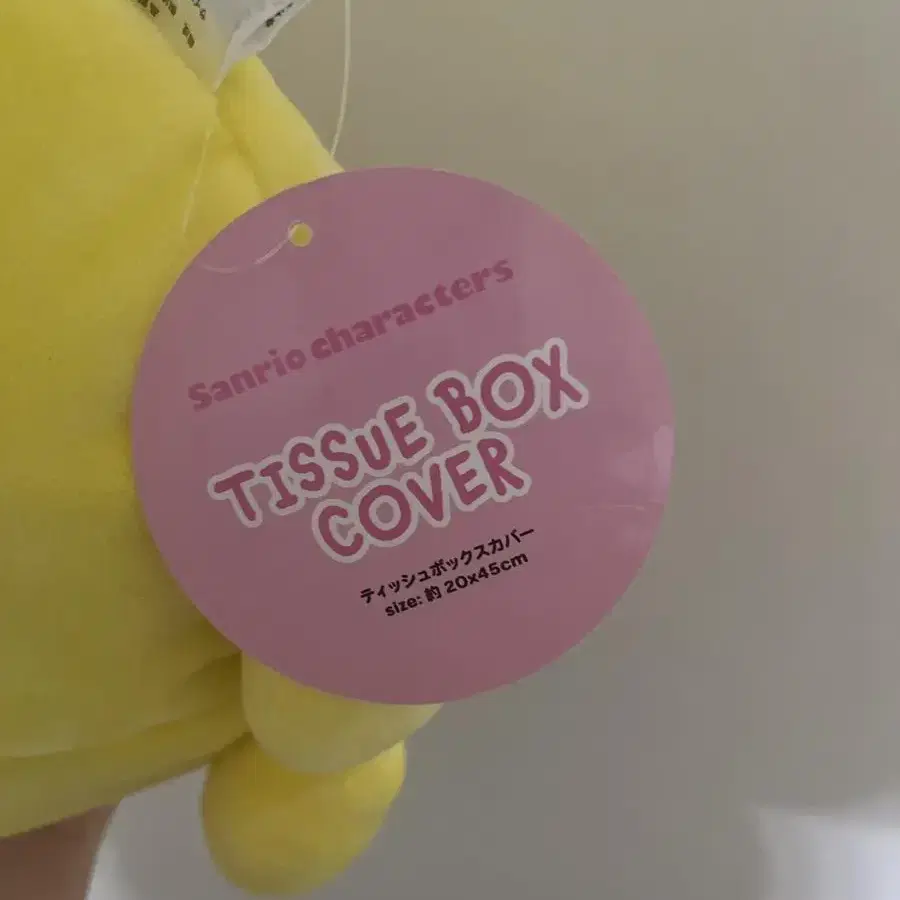 Sanrio characters
TISSUE BOX
COVER
ティッシュボックスカバー
size: 約 20x45cm